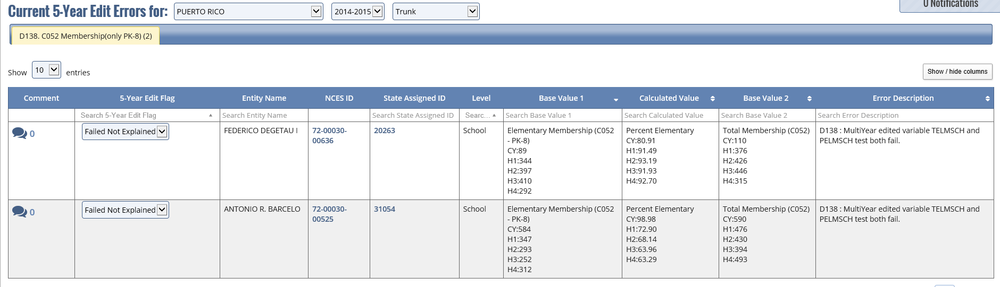 Current 5-Year Edit Errors for: PUERTO RICO 2014-2015 Trunk
0 Notifications
D138. C052 Membership(only PK-8) (2)
Show 10 entries
Show / hide columns
Comment 5-Year Edit Flag Entity Name NCES ID State Assigned ID Level Base Value 1 Calculated Value Base Value 2 Error Description
Search 5-Year Edit Flag Search Entity Name Search State Assigned ID Searc... Search Base Value 1 Search Calculated Value Search Base Value 2 Search Error Description
0
Failed Not Explained
FEDERICO DEGETAU I
72-00030-
00636
20263
School
Elementary Membership (C052
- PK-8)
CY:89
H1:344
H2:397
H3:410
H4:292
Percent Elementary
CY:80.91
H1:91.49
H2:93.19
H3:91.93
H4:92.70
Total Membership (C052)
CY:110
H1:376
H2:426
H3:446
H4:315
D138 : MultiYear edited variable TELMSCH and
PELMSCH test both fail.
0
Failed Not Explained
ANTONIO R. BARCELO
72-00030-
00525
31054
School
Elementary Membership (C052
- PK-8)
CY:584
H1:347
H2:293
H3:252
H4:312
Percent Elementary
CY:98.98
H1:72.90
H2:68.14
H3:63.96
H4:63.29
Total Membership (C052)
CY:590
H1:476
H2:430
H3:394
H4:493
D138 : MultiYear edited variable TELMSCH and
PELMSCH test both fail.